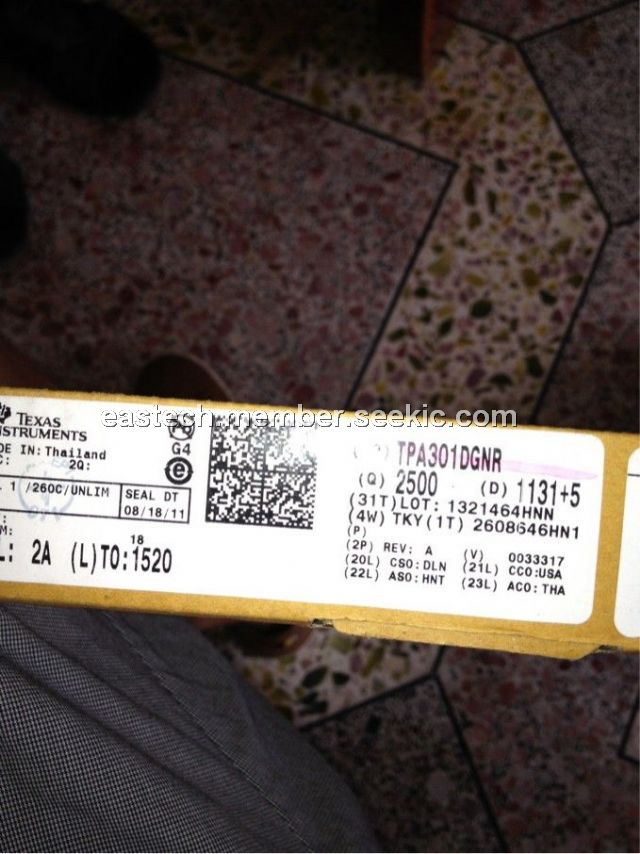 eastech.member.seekic.com
TEXAS
INSTRUMENTS
DE IN: Thailand
C: 2Q:
G4
e
1 /260C/UNLIM
SEAL DT
08/18/11
M:
L: 2A (L)TO:1520
18
TPA301DGNR
(Q) 2500 (D) 1131+5
(31T)LOT: 1321464HNN
(4W) TKY(1T) 2608646HN1
(P)
(2P) REV: A (V) 0033317
(20L) CSO:DLN (21L) CCO:USA
(22L) ASO:HNT (23L) ACO: THA